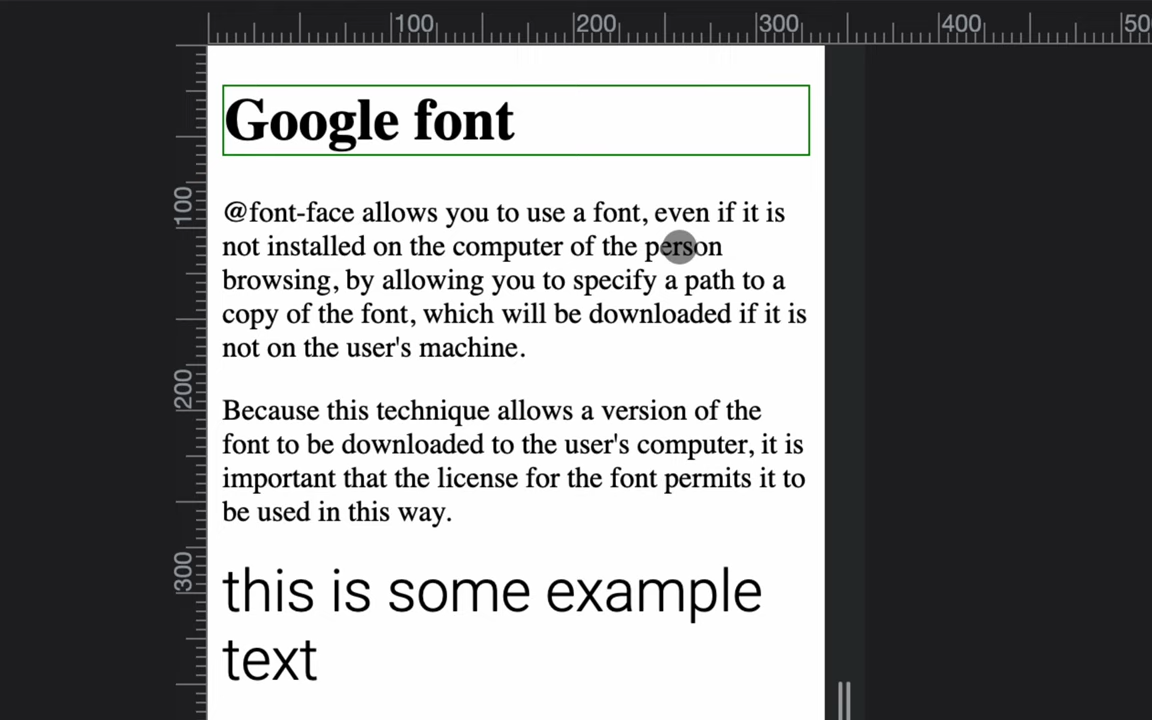 100 200 300 400
Google font
100
@font-face allows you to use a font, even if it is
not installed on the computer of the person
browsing, by allowing you to specify a path to a
copy of the font, which will be downloaded if it is
not on the user's machine.
200
Because this technique allows a version of the
font to be downloaded to the user's computer, it is
important that the license for the font permits it to
be used in this way.
300
this is some example
text